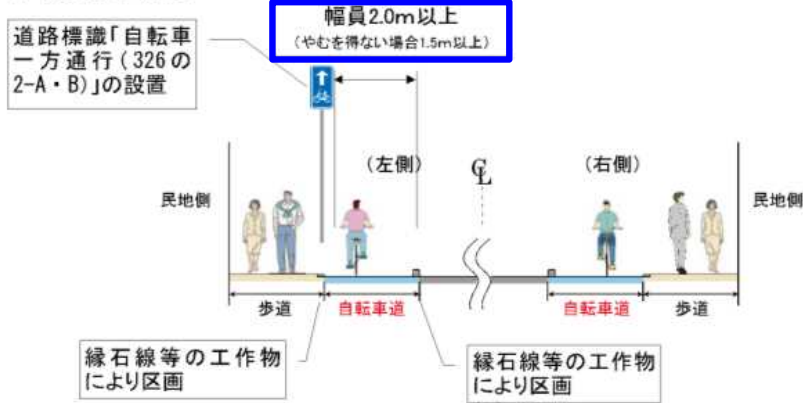 幅員2.0m以上
(やむを得ない場合1.5m以上)
道路標識「自転車
一方通行(326の
2-A・B)」の設置
(左側)
CL
(右側)
民地側
民地側
歩道
自転車道
自転車道
歩道
縁石線等の工作物
により区画
縁石線等の工作物
により区画